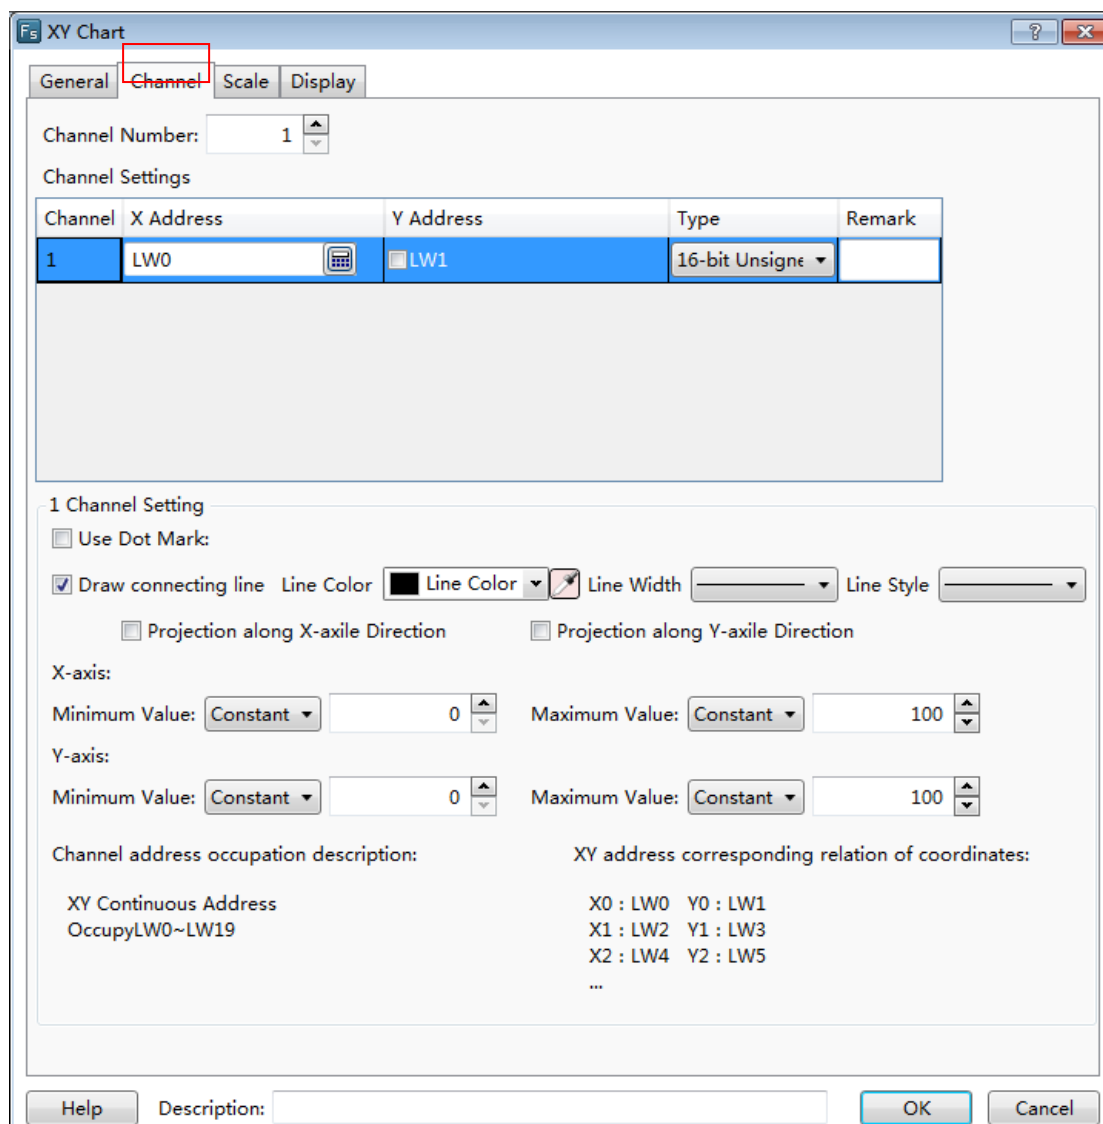 Fs XY Chart ?
General Channel Scale Display
Channel Number: 1
Channel Settings
Channel X Address Y Address Type Remark
1 LW0 LW1 16-bit Unsigne
1 Channel Setting
Use Dot Mark:
Draw connecting line Line Color Line Color Line Width Line Style
Projection along X-axile Direction Projection along Y-axile Direction
X-axis:
Minimum Value: Constant 0 Maximum Value: Constant 100
Y-axis:
Minimum Value: Constant 0 Maximum Value: Constant 100
Channel address occupation description: XY address corresponding relation of coordinates:
XY Continuous Address X0 : LW0 Y0 : LW1
OccupyLW0~LW19 X1 : LW2 Y1 : LW3
X2 : LW4 Y2 : LW5
...
Help Description: OK Cancel